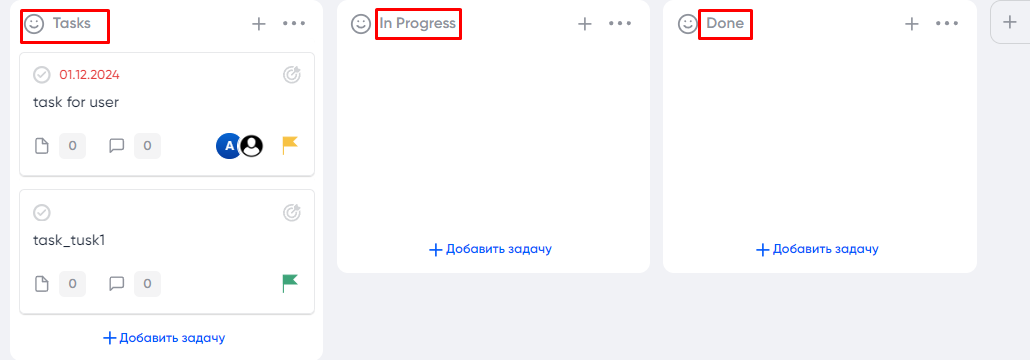 Tasks
01.12.2024
task for user
0 0 A
task_tusk1
0 0
Добавить задачу
In Progress
Добавить задачу
Done
Добавить задачу